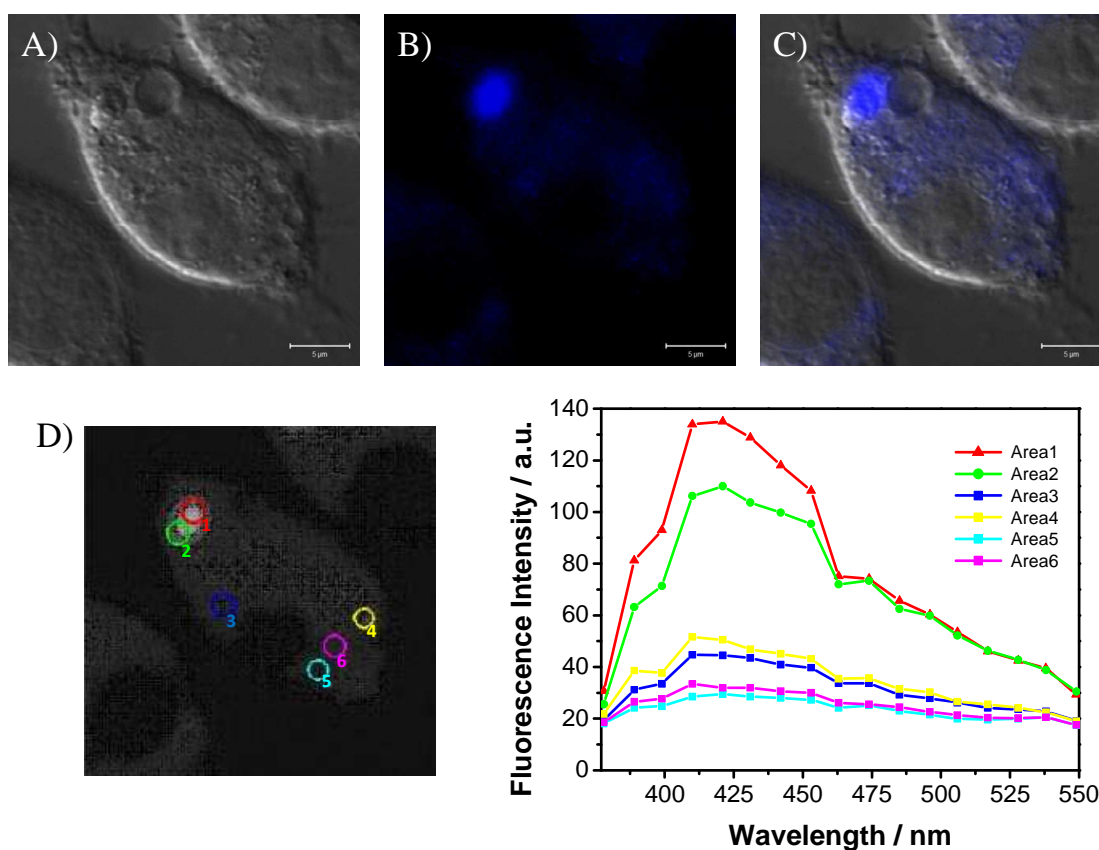 A)
B)
C)
5 µm
5 µm
5 µm
D)
1
2
3
4
5
6
Fluorescence Intensity / a.u.
140
120
100
80
60
40
20
0
Area1
Area2
Area3
Area4
Area5
Area6
400 425 450 475 500 525 550
Wavelength / nm